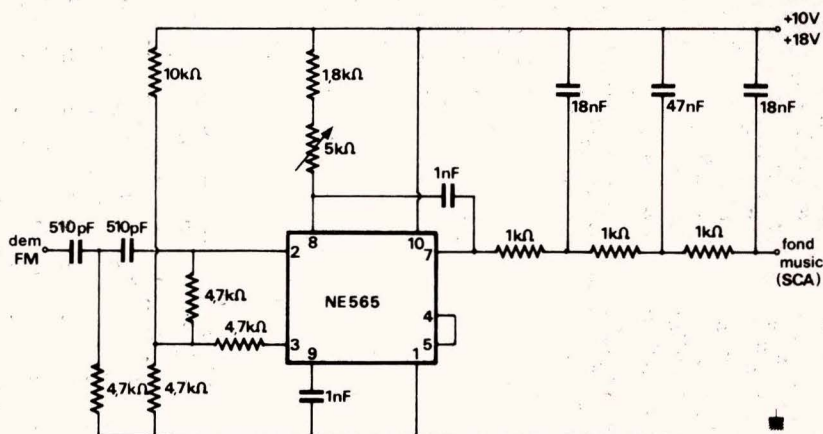 +10V
+18V
10kΩ
1,8kΩ
18nF
47nF
18nF
5kΩ
1nF
510pF
510pF
dem
FM
8
10
7
1kΩ
1kΩ
1kΩ
fond
music
(SCA)
2
4,7kΩ
NE565
4
4,7kΩ
3
5
9
1
4,7kΩ
4,7kΩ
1nF